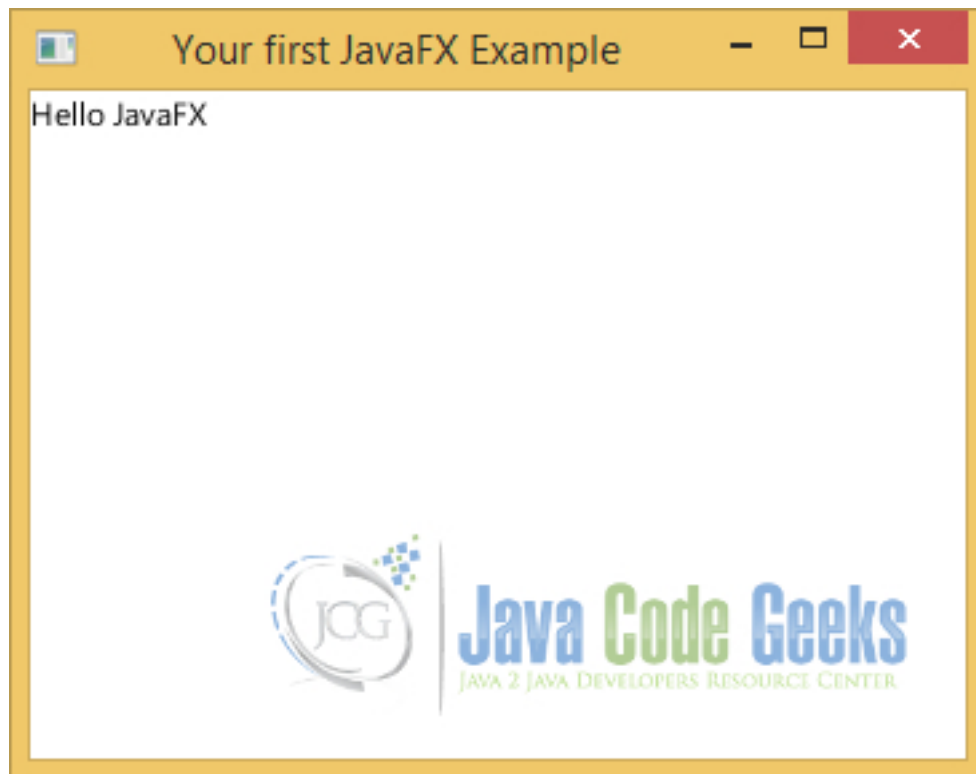 Your first JavaFX Example
Hello JavaFX
JCG
Java Code Geeks
JAVA 2 JAVA DEVELOPERS RESOURCE CENTER